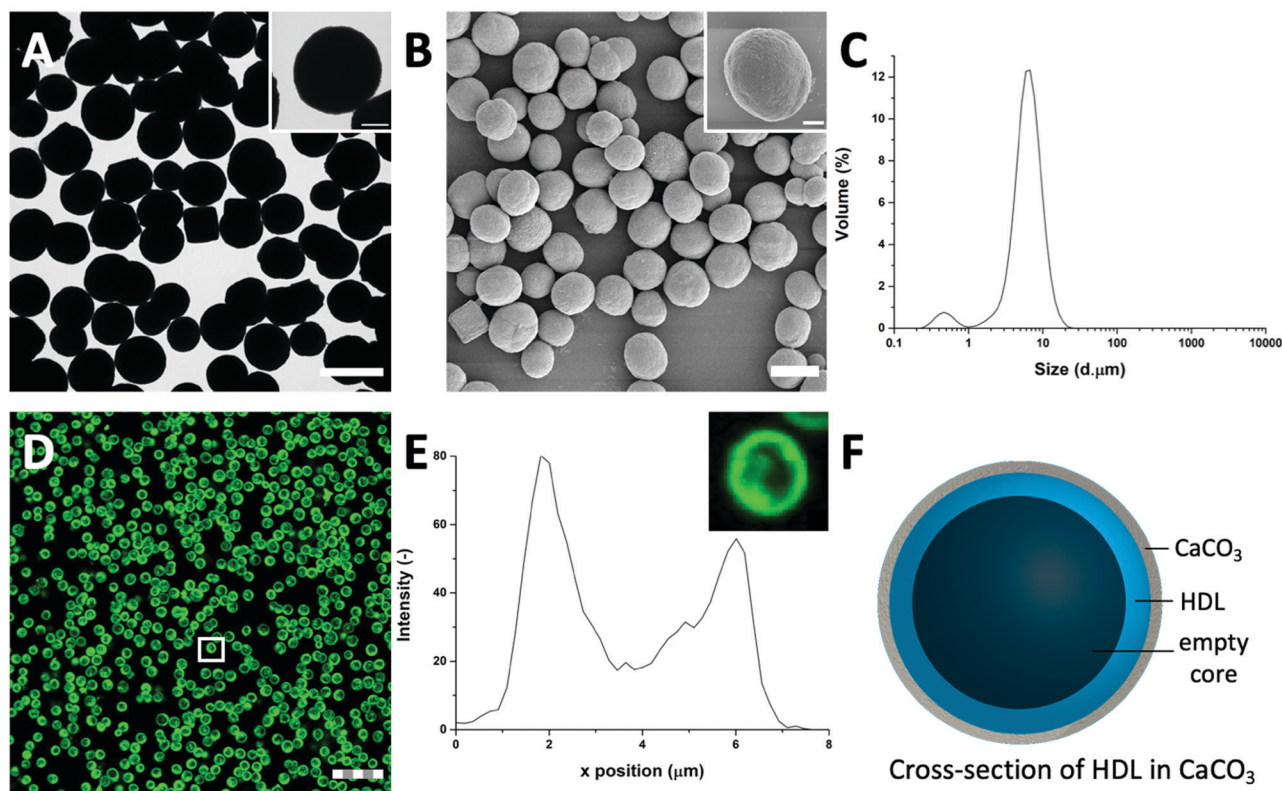 A
B
C
12
10
8
6
4
2
0
Volume (%)
0.1
1
10
100
1000
10000
Size (d.μm)
D
E
80
60
40
20
0
Intensity (-)
0
2
4
6
8
x position (μm)
F
CaCO₃
HDL
empty
core
Cross-section of HDL in CaCO₃